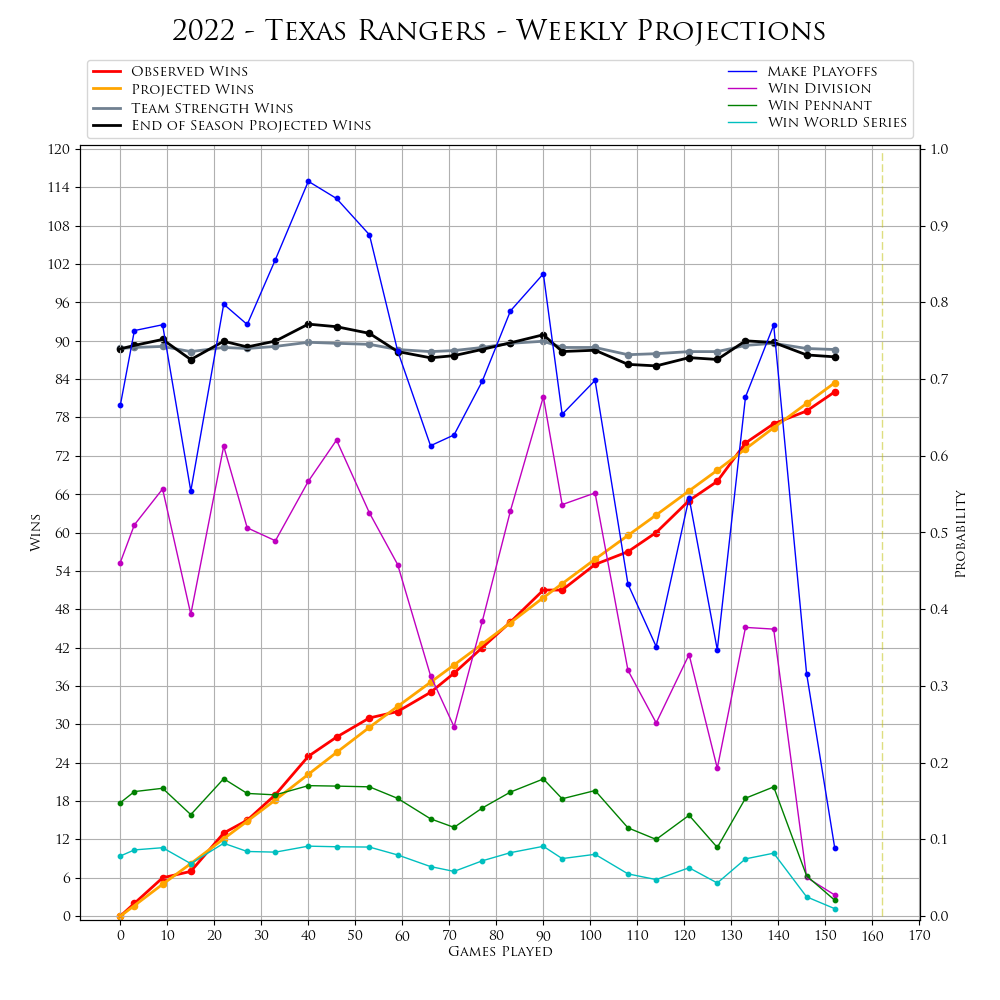 2022 - Texas Rangers - Weekly Projections
Observed Wins
Projected Wins
Team Strength Wins
End of Season Projected Wins
Make Playoffs
Win Division
Win Pennant
Win World Series
120
114
108
102
96
90
84
78
72
66
60
54
48
42
36
30
24
18
12
6
0
Wins
1.0
0.9
0.8
0.7
0.6
0.5
0.4
0.3
0.2
0.1
0.0
Probability
0 10 20 30 40 50 60 70 80 90 100 110 120 130 140 150 160 170
Games Played